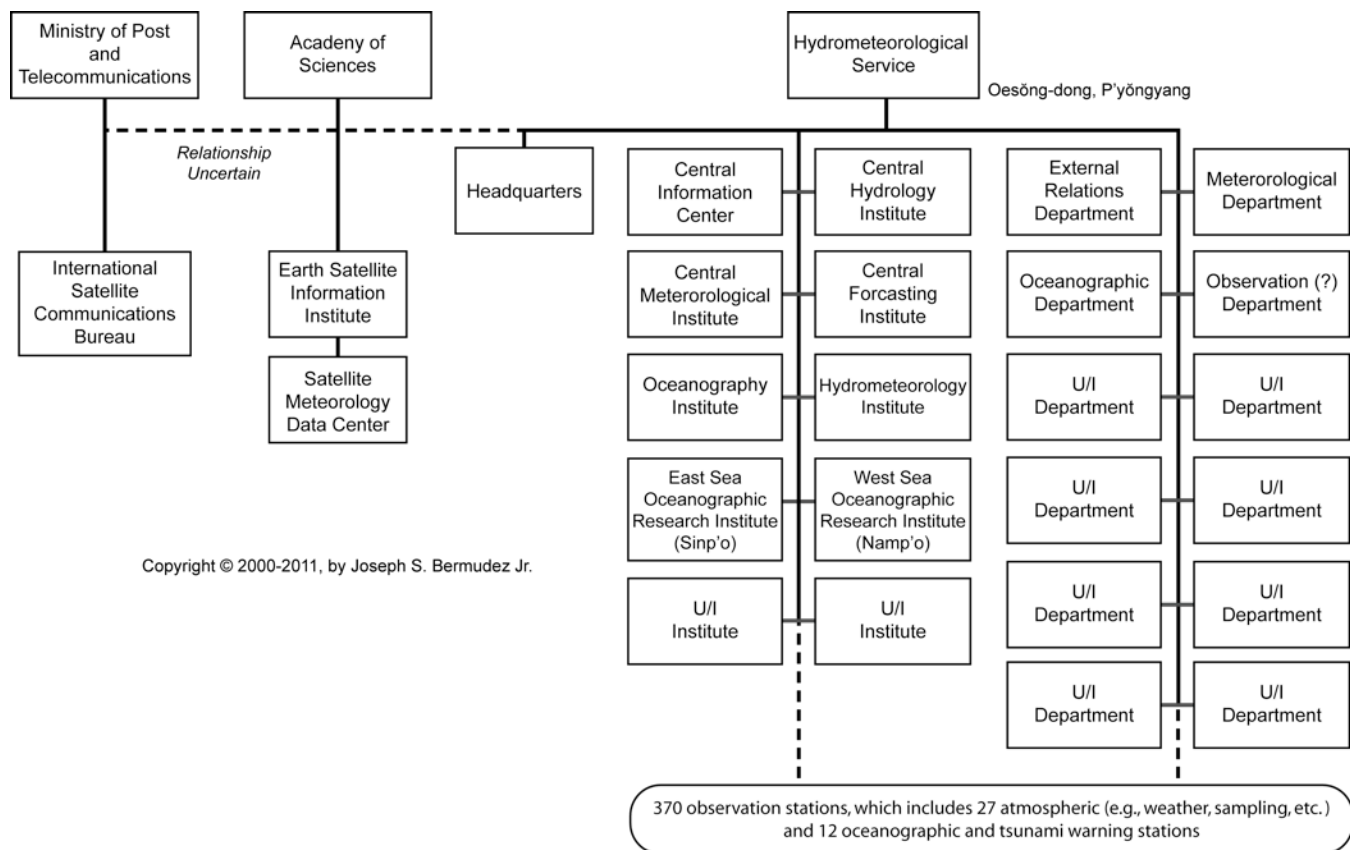 Ministry of Post
and
Telecommunications
Acadeny of
Sciences
Hydrometeorological
Service
Oesŏng-dong, P'yŏngyang
Relationship
Uncertain
Headquarters
Central
Information
Center
Central
Hydrology
Institute
External
Relations
Department
Meterorological
Department
International
Satellite
Communications
Bureau
Earth Satellite
Information
Institute
Central
Meterorological
Institute
Central
Forcasting
Institute
Oceanographic
Department
Observation (?)
Department
Satellite
Meteorology
Data Center
Oceanography
Institute
Hydrometeorology
Institute
U/I
Department
U/I
Department
East Sea
Oceanographic
Research Institute
(Sinp'o)
West Sea
Oceanographic
Research Institute
(Namp'o)
U/I
Department
U/I
Department
Copyright © 2000-2011, by Joseph S. Bermudez Jr.
U/I
Institute
U/I
Institute
U/I
Department
U/I
Department
U/I
Department
U/I
Department
370 observation stations, which includes 27 atmospheric (e.g., weather, sampling, etc.)
and 12 oceanographic and tsunami warning stations